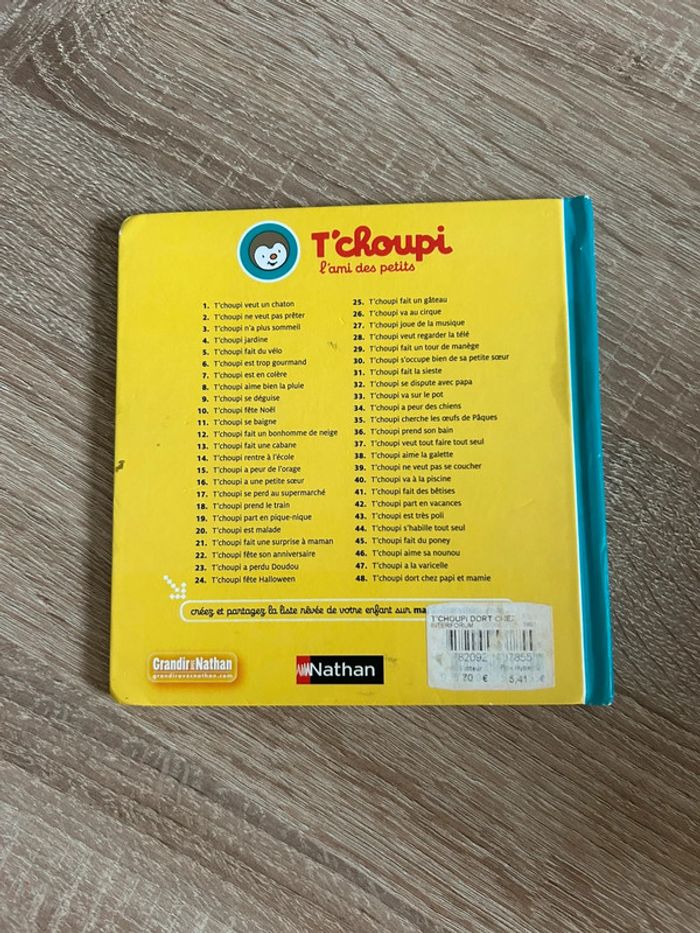 T'choupi
l'ami des petits
1. T'choupi veut un chaton
2. T'choupi ne veut pas prêter
3. T'choupi n'a plus sommeil
4. T'choupi jardine
5. T'choupi fait du vélo
6. T'choupi est trop gourmand
7. T'choupi est en colère
8. T'choupi aime bien la pluie
9. T'choupi se déguise
10. T'choupi fête Noël
11. T'choupi se baigne
12. T'choupi fait un bonhomme de neige
13. T'choupi fait une cabane
14. T'choupi rentre à l'école
15. T'choupi a peur de l'orage
16. T'choupi a une petite sœur
17. T'choupi se perd au supermarché
18. T'choupi prend le train
19. T'choupi part en pique-nique
20. T'choupi est malade
21. T'choupi fait une surprise à maman
22. T'choupi fête son anniversaire
23. T'choupi a perdu Doudou
24. T'choupi fête Halloween
25. T'choupi fait un gâteau
26. T'choupi va au cirque
27. T'choupi joue de la musique
28. T'choupi veut regarder la télé
29. T'choupi fait un tour de manège
30. T'choupi s'occupe bien de sa petite sœur
31. T'choupi fait la sieste
32. T'choupi se dispute avec papa
33. T'choupi va sur le pot
34. T'choupi a peur des chiens
35. T'choupi cherche les œufs de Pâques
36. T'choupi prend son bain
37. T'choupi veut tout faire tout seul
38. T'choupi aime la galette
39. T'choupi ne veut pas se coucher
40. T'choupi va à la piscine
41. T'choupi fait des bêtises
42. T'choupi part en vacances
43. T'choupi est très poli
44. T'choupi s'habille tout seul
45. T'choupi fait du poney
46. T'choupi aime sa nounou
47. T'choupi a la varicelle
48. T'choupi dort chez papi et mamie
créez et partagez la liste rêvée de votre enfant sur
T'CHOUPI DORT CHEZ
INTERFORUM
Grandir avec Nathan
grandiravecnathan.com
Nathan